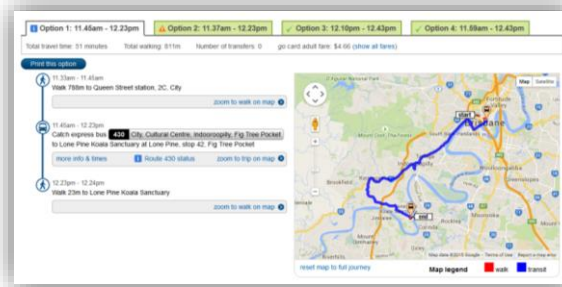 Option 1: 11.45am - 12.23pm
Option 2: 11.37am - 12.23pm
Option 3: 12.10pm - 12.43pm
Option 4: 11.59am - 12.43pm
Total travel time: 51 minutes Total walking: 811m Number of transfers: 0 go card adult fare: $4.66 (show all fares)
Print this option
11.33am - 11.45am
Walk 788m to Queen Street station, 2C, City
zoom to walk on map
11.45am - 12.23pm
Catch express bus 430 City, Cultural Centre, Indooroopilly, Fig Tree Pocket
to Lone Pine Koala Sanctuary at Lone Pine, stop 42, Fig Tree Pocket
more info & times Route 430 status zoom to trip on map
12.23pm - 12.24pm
Walk 23m to Lone Pine Koala Sanctuary
zoom to walk on map
Map Satellite
Fortitude
Valley
start
Brookfield
end
reset map to full journey Map legend walk transit